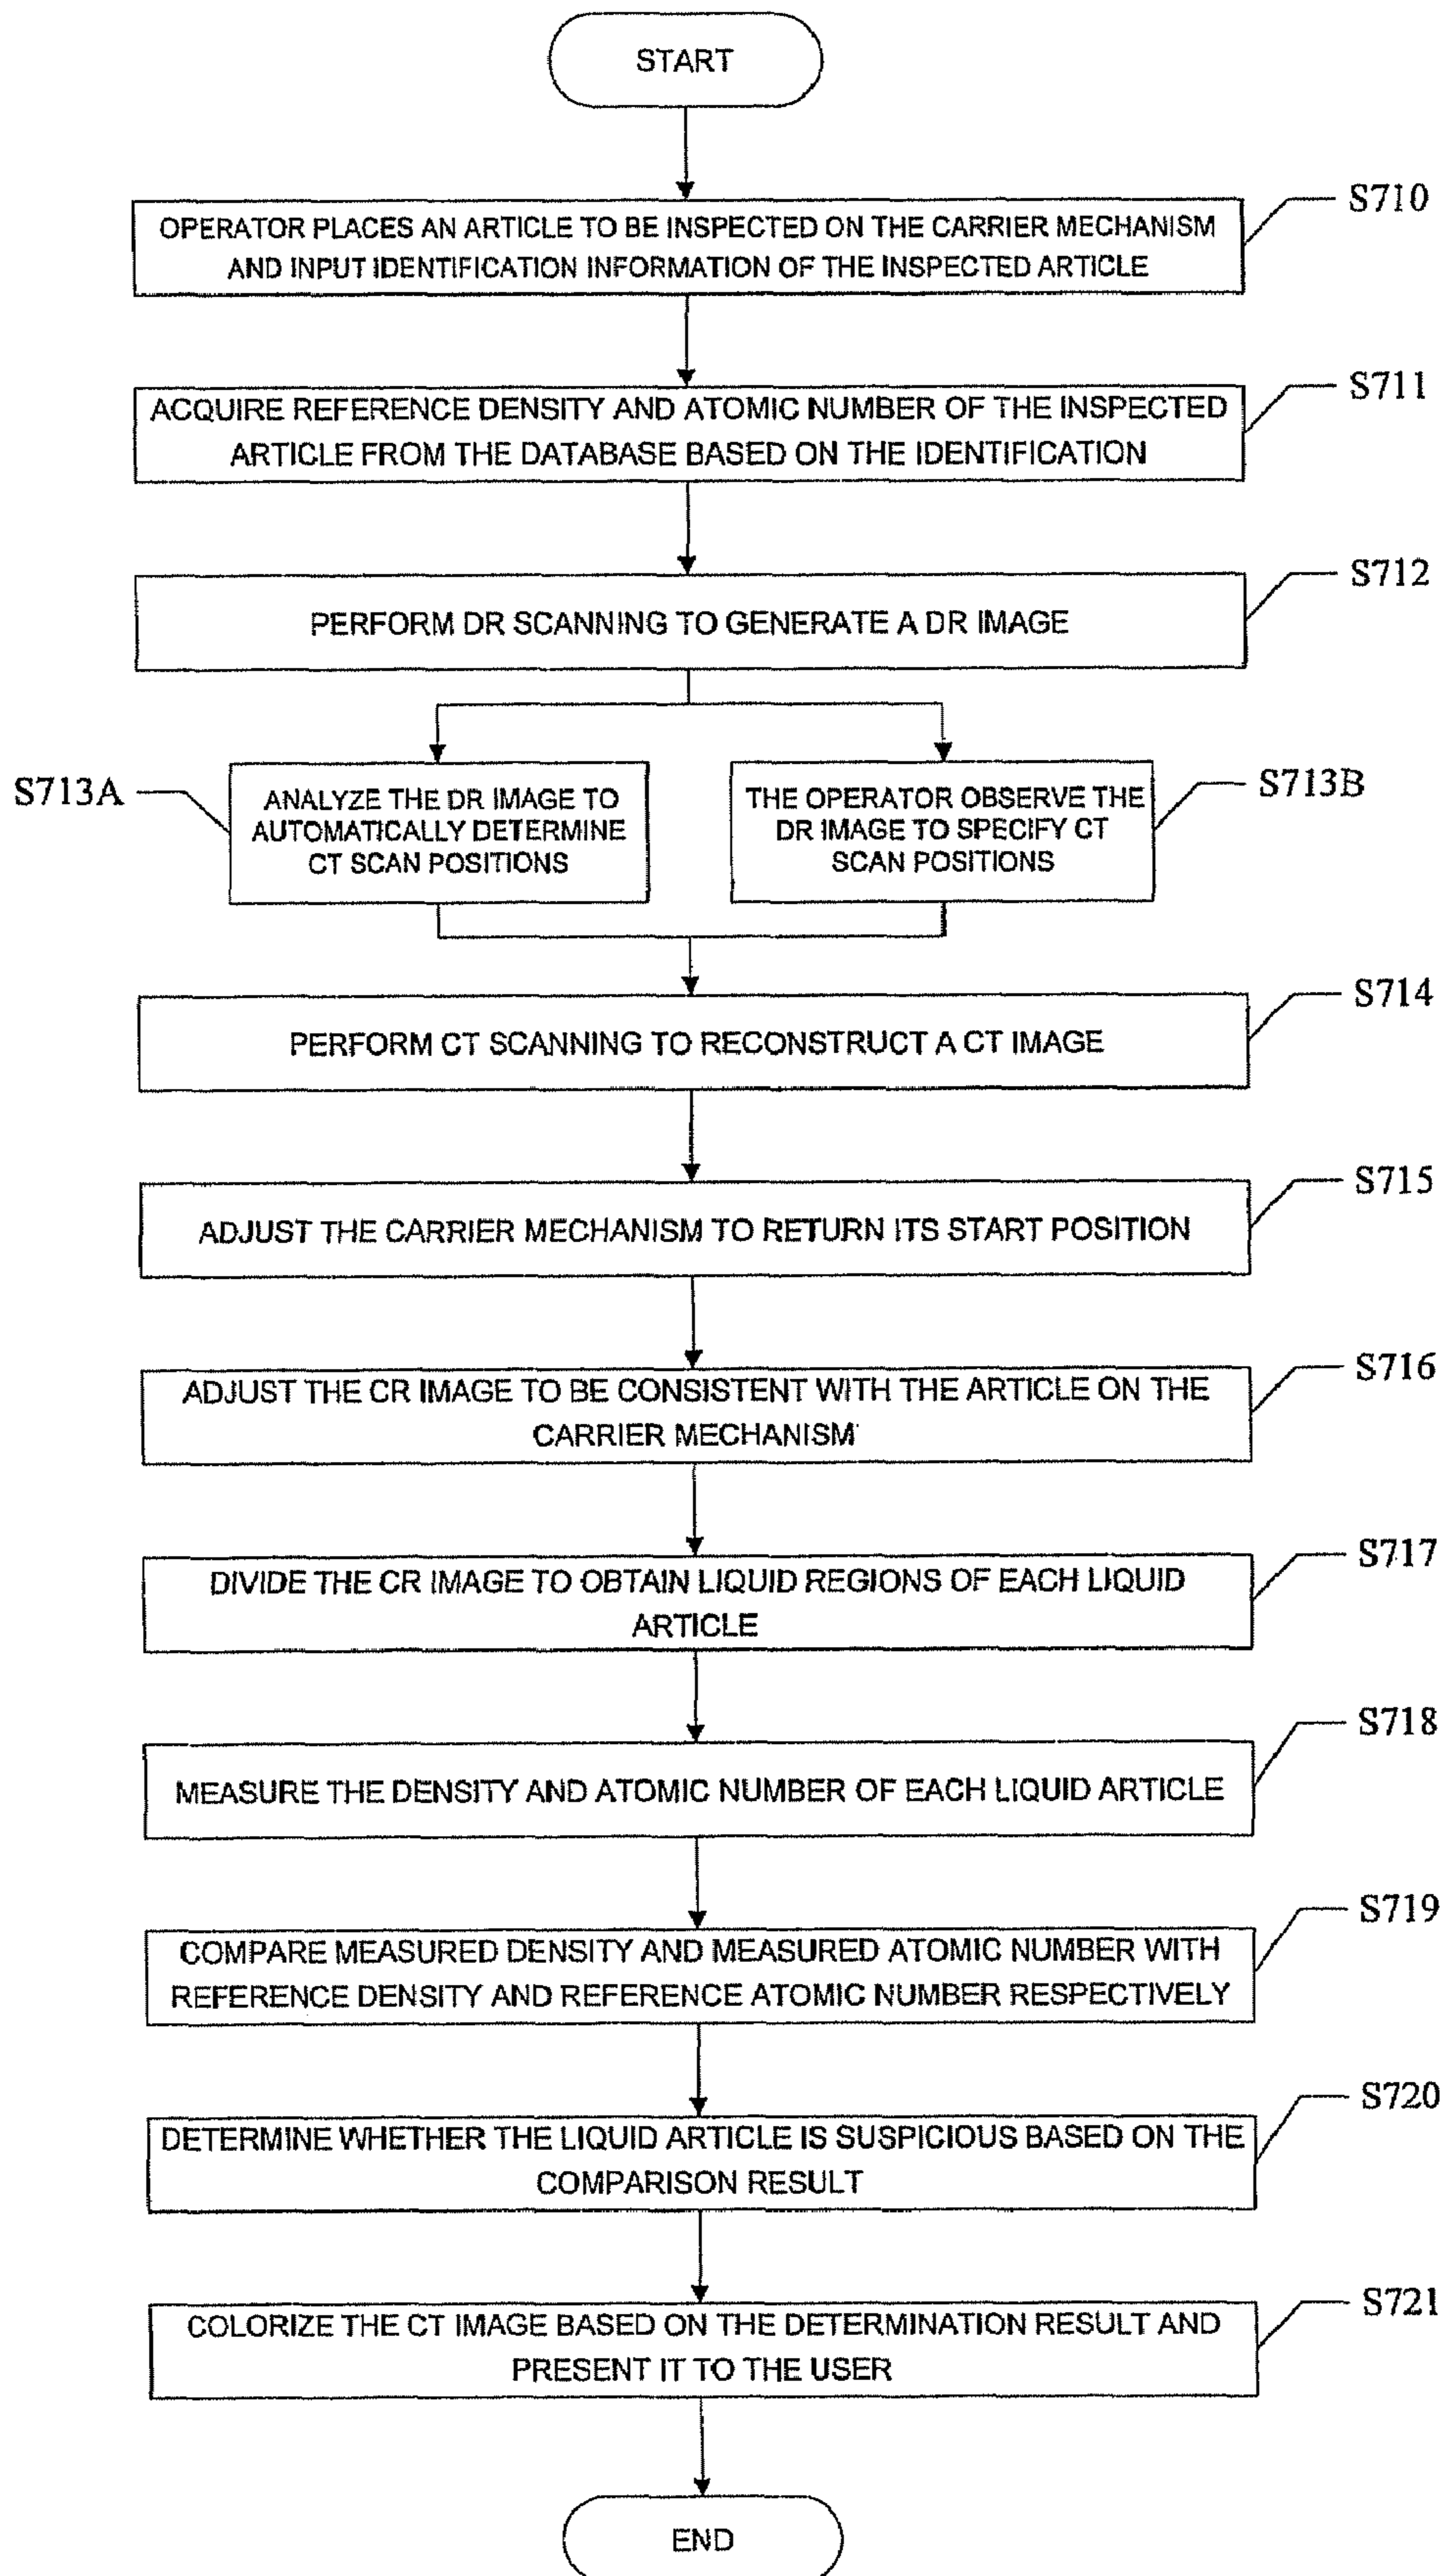 START
S710
OPERATOR PLACES AN ARTICLE TO BE INSPECTED ON THE CARRIER MECHANISM
AND INPUT IDENTIFICATION INFORMATION OF THE INSPECTED ARTICLE
S711
ACQUIRE REFERENCE DENSITY AND ATOMIC NUMBER OF THE INSPECTED
ARTICLE FROM THE DATABASE BASED ON THE IDENTIFICATION
S712
PERFORM DR SCANNING TO GENERATE A DR IMAGE
S713A
ANALYZE THE DR IMAGE TO
AUTOMATICALLY DETERMINE
CT SCAN POSITIONS
S713B
THE OPERATOR OBSERVE THE
DR IMAGE TO SPECIFY CT
SCAN POSITIONS
S714
PERFORM CT SCANNING TO RECONSTRUCT A CT IMAGE
S715
ADJUST THE CARRIER MECHANISM TO RETURN ITS START POSITION
S716
ADJUST THE CR IMAGE TO BE CONSISTENT WITH THE ARTICLE ON THE
CARRIER MECHANISM
S717
DIVIDE THE CR IMAGE TO OBTAIN LIQUID REGIONS OF EACH LIQUID
ARTICLE
S718
MEASURE THE DENSITY AND ATOMIC NUMBER OF EACH LIQUID ARTICLE
S719
COMPARE MEASURED DENSITY AND MEASURED ATOMIC NUMBER WITH
REFERENCE DENSITY AND REFERENCE ATOMIC NUMBER RESPECTIVELY
S720
DETERMINE WHETHER THE LIQUID ARTICLE IS SUSPICIOUS BASED ON THE
COMPARISON RESULT
S721
COLORIZE THE CT IMAGE BASED ON THE DETERMINATION RESULT AND
PRESENT IT TO THE USER
END